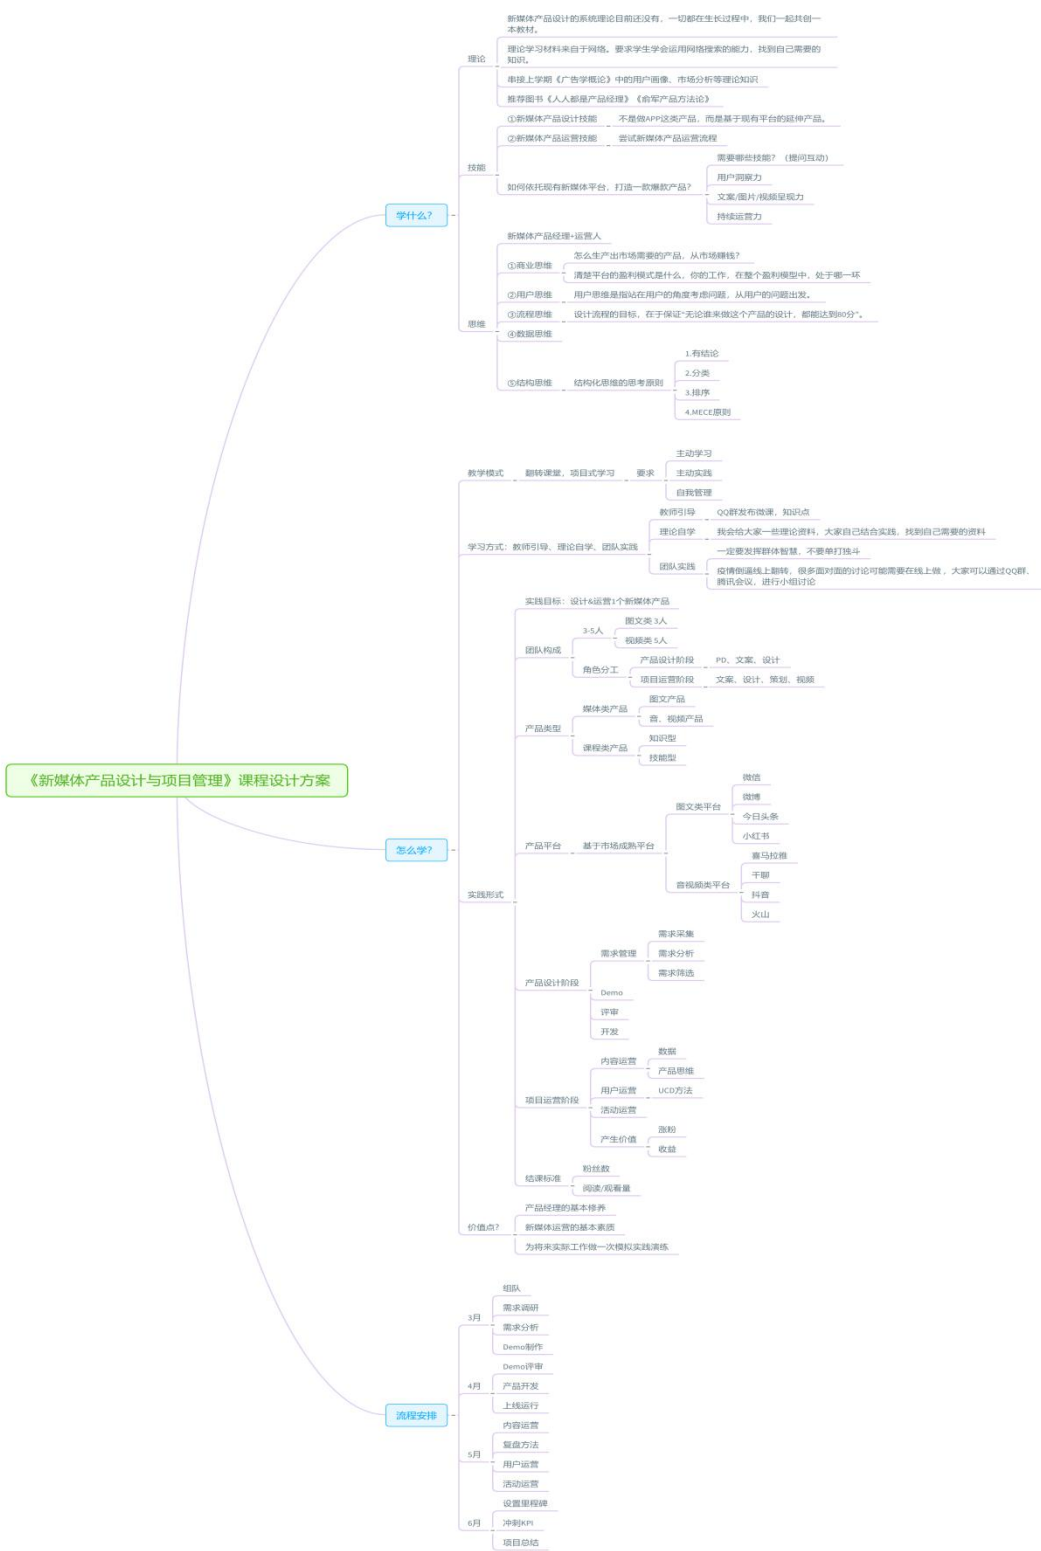 《新媒体产品设计与项目管理》课程设计方案
学什么？
理论
新媒体产品设计的系统理论目前还没有，一切都在生长过程中，我们一起共创一
本教材。
理论学习材料来自于网络。要求学生学会运用网络搜索的能力，找到自己需要的
知识。
串接上学期《广告学概论》中的用户画像、市场分析等理论知识
推荐图书《人人都是产品经理》《俞军产品方法论》
技能
①新媒体产品设计技能
不是做APP这类产品，而是基于现有平台的延伸产品。
②新媒体产品运营技能
尝试新媒体产品运营流程
如何依托现有新媒体平台，打造一款爆款产品？
需要哪些技能？（提问互动）
用户洞察力
文案/图片/视频呈现力
持续运营力
思维
新媒体产品经理+运营人
①商业思维
怎么生产出市场需要的产品，从市场赚钱？
清楚平台的盈利模式是什么，你的工作，在整个盈利模型中，处于哪一环
②用户思维
用户思维是指站在用户的角度考虑问题，从用户的问题出发。
③流程思维
设计流程的目标，在于保证“无论谁来做这个产品的设计，都能达到80分”。
④数据思维
⑤结构思维
结构化思维的思考原则
1.有结论
2.分类
3.排序
4.MECE原则
怎么学？
教学模式
翻转课堂，项目式学习
要求
主动学习
主动实践
自我管理
学习方式：教师引导、理论自学、团队实践
教师引导
QQ群发布微课，知识点
理论自学
我会给大家一些理论资料，大家自己结合实践，找到自己需要的资料
团队实践
一定要发挥群体智慧，不要单打独斗
疫情倒逼线上翻转，很多面对面的讨论可能需要在线上做，大家可以通过QQ群、
腾讯会议，进行小组讨论
实践形式
实践目标：设计&运营1个新媒体产品
团队构成
3-5人
图文类 3人
视频类 5人
角色分工
产品设计阶段
PD、文案、设计
项目运营阶段
文案、设计、策划、视频
产品类型
媒体类产品
图文产品
音、视频产品
课程类产品
知识型
技能型
产品平台
基于市场成熟平台
图文类平台
微信
微博
今日头条
小红书
音视频类平台
喜马拉雅
千聊
抖音
火山
产品设计阶段
需求管理
需求采集
需求分析
需求筛选
Demo
评审
开发
项目运营阶段
内容运营
数据
产品思维
用户运营
UCD方法
活动运营
产生价值
涨粉
收益
结课标准
粉丝数
阅读/观看量
价值点？
产品经理的基本修养
新媒体运营的基本素质
为将来实际工作做一次模拟实践演练
流程安排
3月
组队
需求调研
需求分析
Demo制作
4月
Demo评审
产品开发
上线运行
5月
内容运营
复盘方法
用户运营
活动运营
6月
设置里程碑
冲刺KPI
项目总结